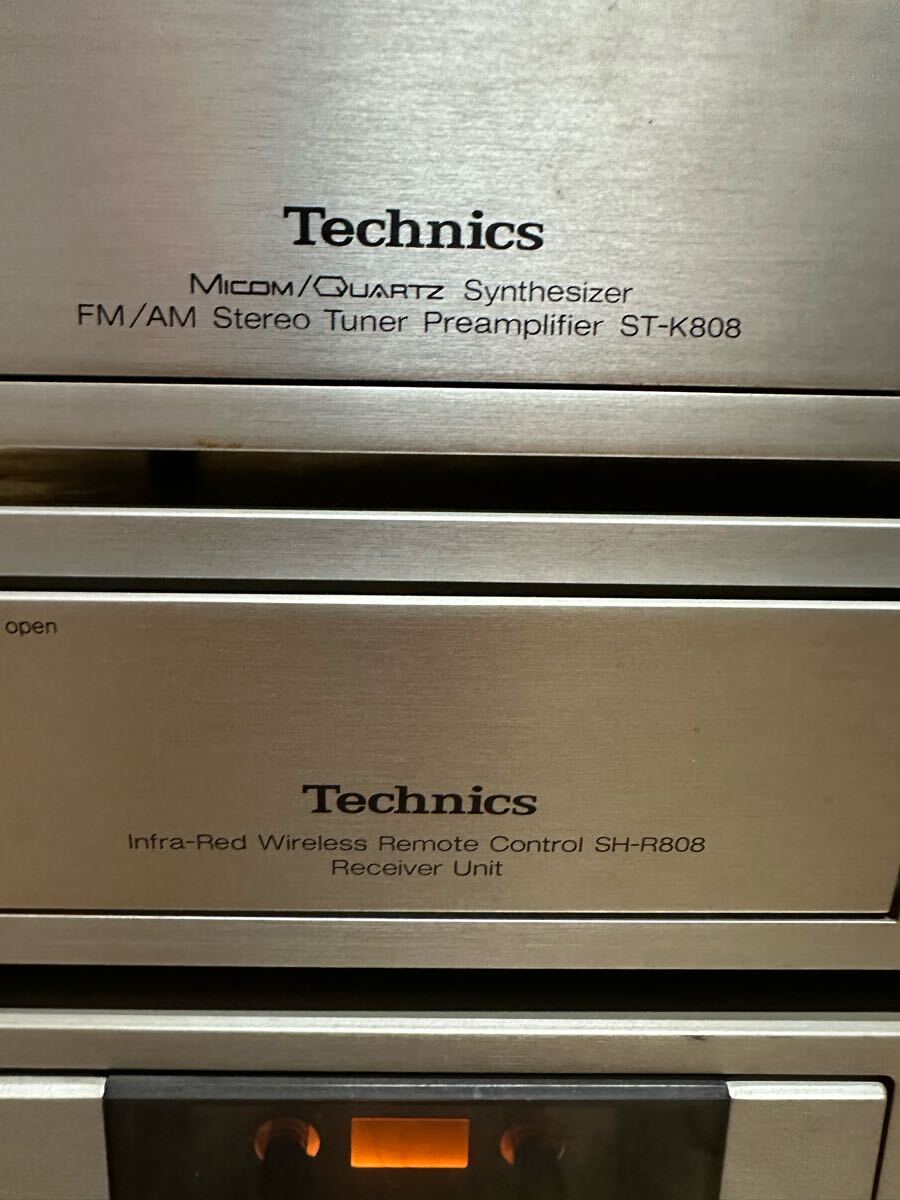 Technics
MICOM/QUARTZ Synthesizer
FM/AM Stereo Tuner Preamplifier ST-K808
open
Technics
Infra-Red Wireless Remote Control SH-R808
Receiver Unit